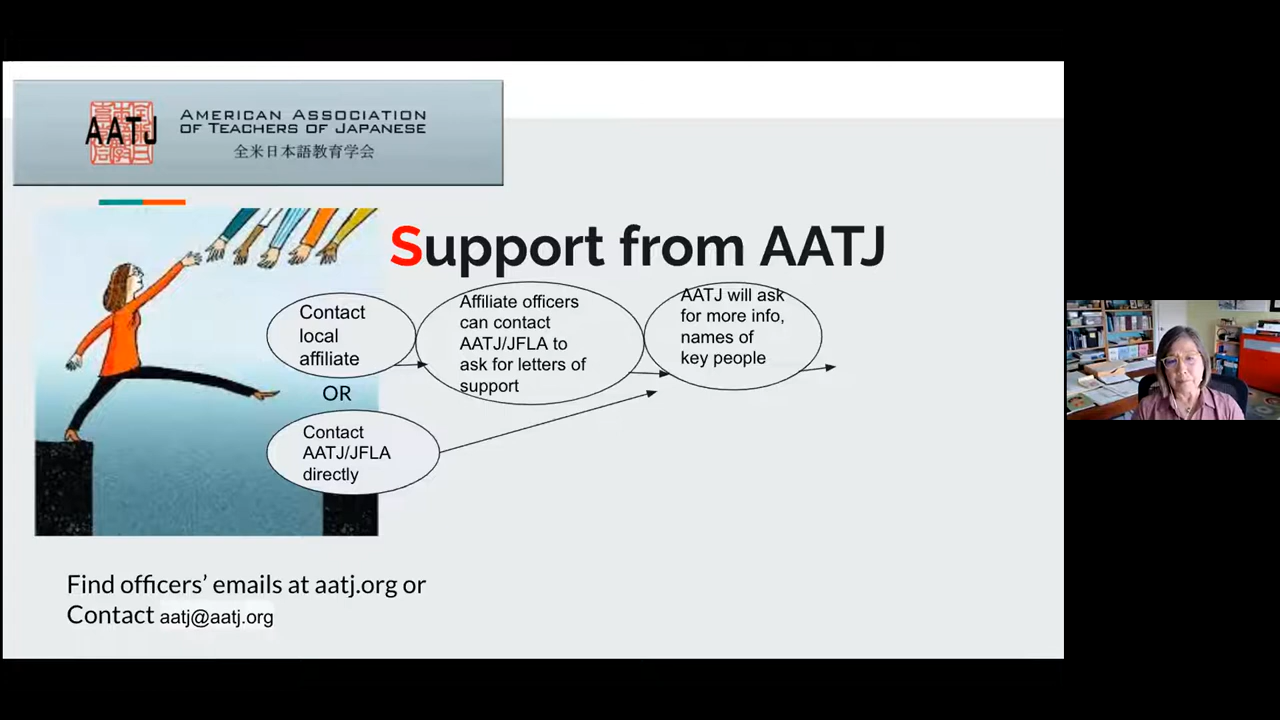 AATJ
AMERICAN ASSOCIATION
OF TEACHERS OF JAPANESE
全米日本語教育学会
Support from AATJ
Contact
local
affiliate
Affiliate officers
can contact
AATJ/JFLA to
ask for letters of
support
AATJ will ask
for more info,
names of
key people
OR
Contact
AATJ/JFLA
directly
Find officers’ emails at aatj.org or
Contact aatj@aatj.org